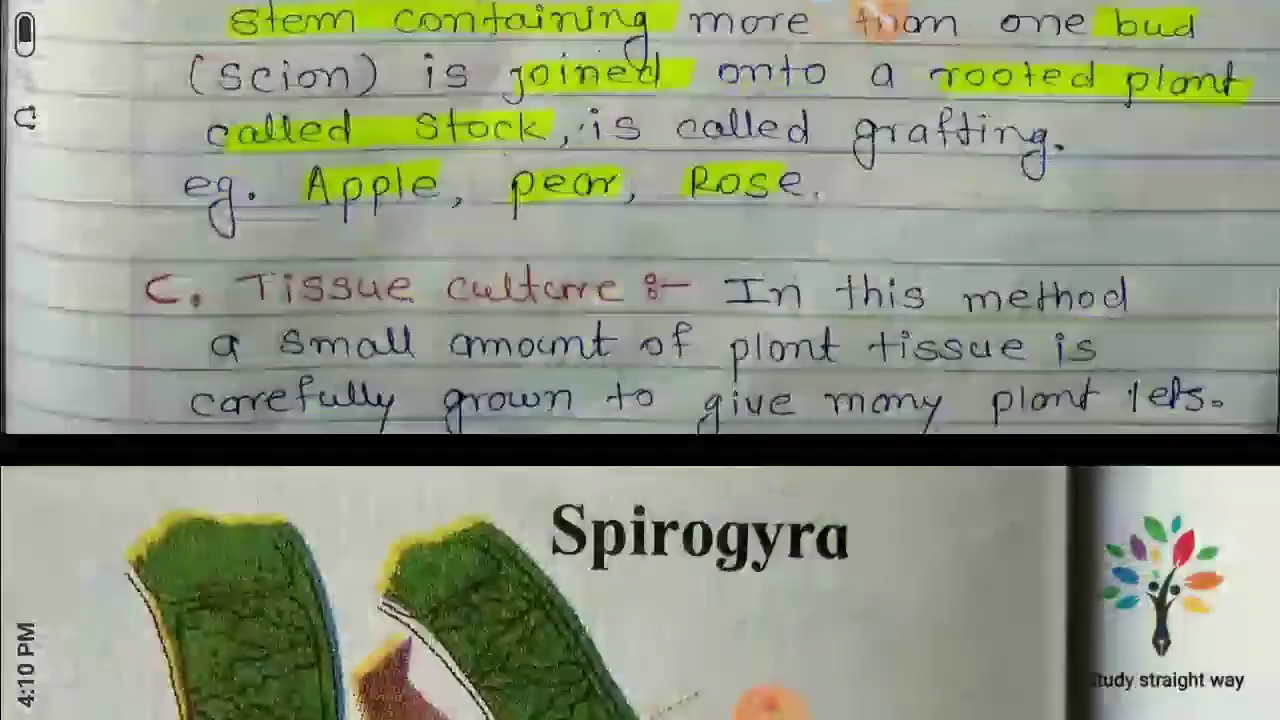 stem containing more than one bud
(scion) is joined onto a rooted plant
called stock, is called grafting.
eg. Apple, pear, Rose.
C. Tissue culture :- In this method
a small amount of plant tissue is
carefully grown to give many plant lets.
Spirogyra
4:10 PM
Study straight way